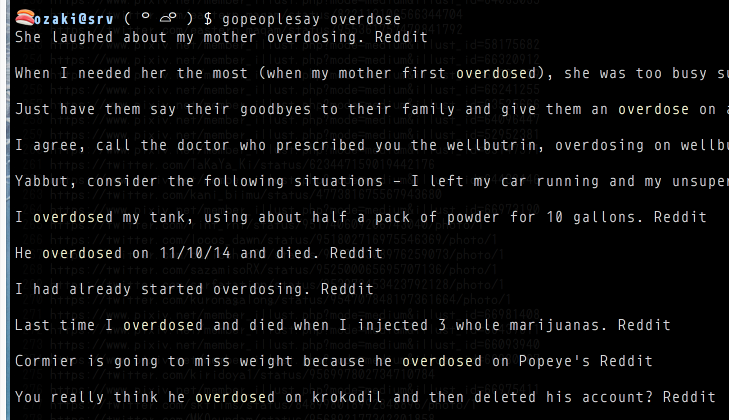 ozaki@srv ( °ㅇ ⌓ㅇ ) $ gopeoplesay overdose
She laughed about my mother overdosing. Reddit
When I needed her the most (when my mother first overdosed), she was too busy su
Just have them say their goodbyes to their family and give them an overdose on a
I agree, call the doctor who prescribed you the wellbutrin, overdosing on wellbu
Yabbut, consider the following situations – I left my car running and my unsuper
I overdosed my tank, using about half a pack of powder for 10 gallons. Reddit
He overdosed on 11/10/14 and died. Reddit
I had already started overdosing. Reddit
Last time I overdosed and died when I injected 3 whole marijuanas. Reddit
Cormier is going to miss weight because he overdosed on Popeye's Reddit
You really think he overdosed on krokodil and then deleted his account? Reddit